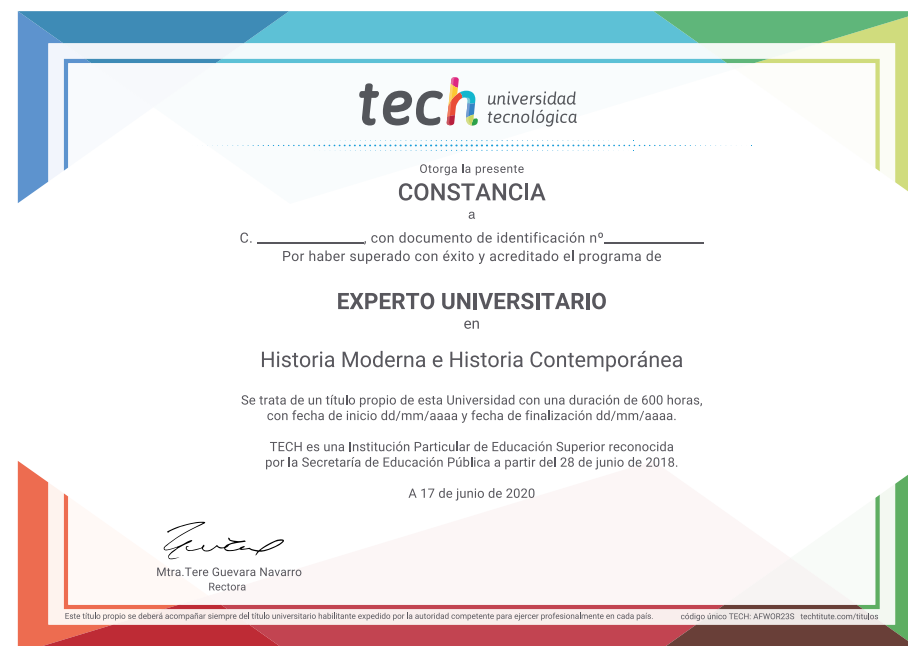 tech universidad
tecnológica
Otorga la presente
CONSTANCIA
a
C. ____________, con documento de identificación nº____________
Por haber superado con éxito y acreditado el programa de
EXPERTO UNIVERSITARIO
en
Historia Moderna e Historia Contemporánea
Se trata de un título propio de esta Universidad con una duración de 600 horas,
con fecha de inicio dd/mm/aaaa y fecha de finalización dd/mm/aaaa.
TECH es una Institución Particular de Educación Superior reconocida
por la Secretaría de Educación Pública a partir del 28 de junio de 2018.
A 17 de junio de 2020
Mtra.Tere Guevara Navarro
Rectora
Este título propio se deberá acompañar siempre del título universitario habilitante expedido por la autoridad competente para ejercer profesionalmente en cada país. código único TECH: AFWOR23S techtitute.com/titulos